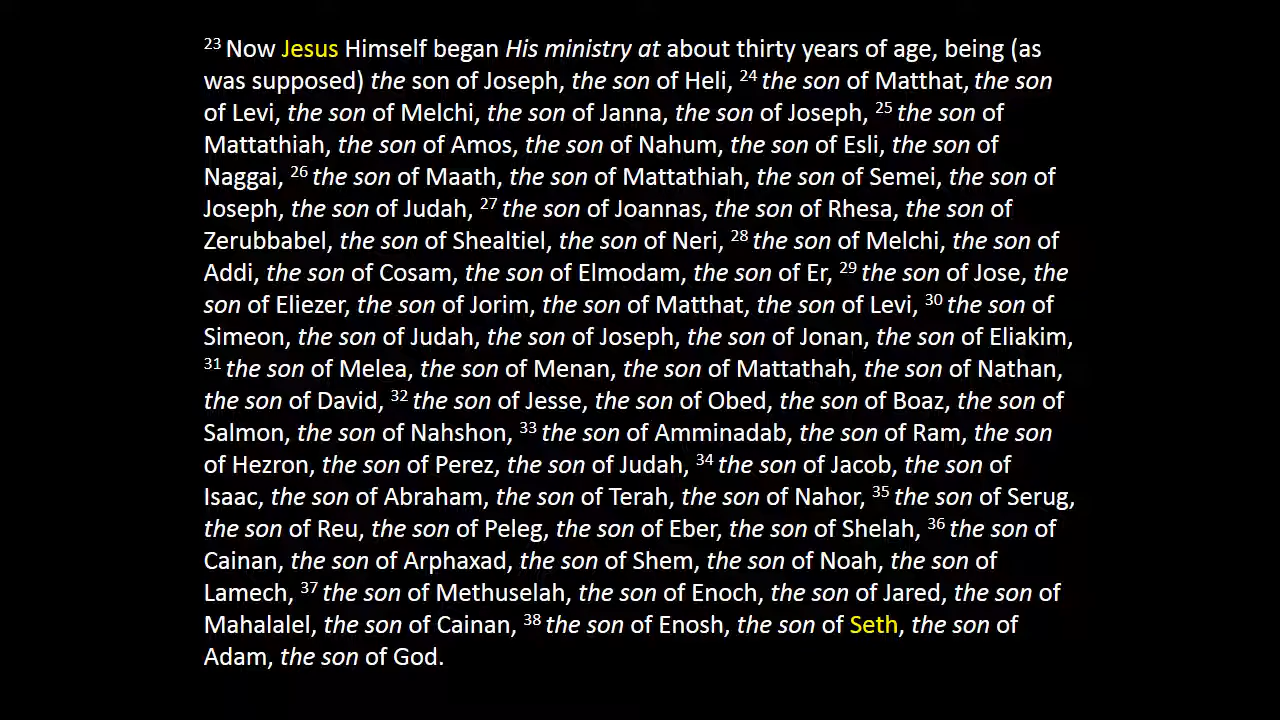 23 Now Jesus Himself began His ministry at about thirty years of age, being (as
was supposed) the son of Joseph, the son of Heli, 24 the son of Matthat, the son
of Levi, the son of Melchi, the son of Janna, the son of Joseph, 25 the son of
Mattathiah, the son of Amos, the son of Nahum, the son of Esli, the son of
Naggai, 26 the son of Maath, the son of Mattathiah, the son of Semei, the son of
Joseph, the son of Judah, 27 the son of Joannas, the son of Rhesa, the son of
Zerubbabel, the son of Shealtiel, the son of Neri, 28 the son of Melchi, the son of
Addi, the son of Cosam, the son of Elmodam, the son of Er, 29 the son of Jose, the
son of Eliezer, the son of Jorim, the son of Matthat, the son of Levi, 30 the son of
Simeon, the son of Judah, the son of Joseph, the son of Jonan, the son of Eliakim,
31 the son of Melea, the son of Menan, the son of Mattathah, the son of Nathan,
the son of David, 32 the son of Jesse, the son of Obed, the son of Boaz, the son of
Salmon, the son of Nahshon, 33 the son of Amminadab, the son of Ram, the son
of Hezron, the son of Perez, the son of Judah, 34 the son of Jacob, the son of
Isaac, the son of Abraham, the son of Terah, the son of Nahor, 35 the son of Serug,
the son of Reu, the son of Peleg, the son of Eber, the son of Shelah, 36 the son of
Cainan, the son of Arphaxad, the son of Shem, the son of Noah, the son of
Lamech, 37 the son of Methuselah, the son of Enoch, the son of Jared, the son of
Mahalalel, the son of Cainan, 38 the son of Enosh, the son of Seth, the son of
Adam, the son of God.